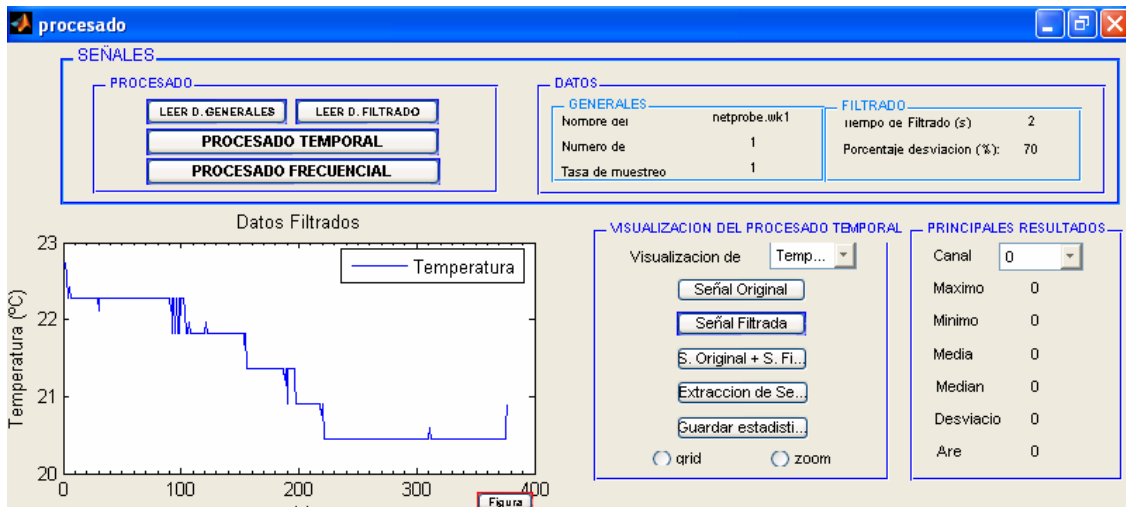 procesado
SEÑALES
PROCESADO
LEER D. GENERALES
LEER D. FILTRADO
PROCESADO TEMPORAL
PROCESADO FRECUENCIAL
DATOS
GENERALES
Nombre del netprobe.wk1
Numero de 1
Tasa de muestreo 1
FILTRADO
Tiempo de Filtrado (s) 2
Porcentaje desviacion (%): 70
Datos Filtrados
Temperatura
Temperatura (ºC)
23
22
21
20
0 100 200 300 400
Figura
VISUALIZACION DEL PROCESADO TEMPORAL
Visualizacion de Temp...
Señal Original
Señal Filtrada
S. Original + S. Fi...
Extraccion de Se...
Guardar estadisti...
grid zoom
PRINCIPALES RESULTADOS
Canal 0
Maximo 0
Minimo 0
Media 0
Median 0
Desviacio 0
Are 0